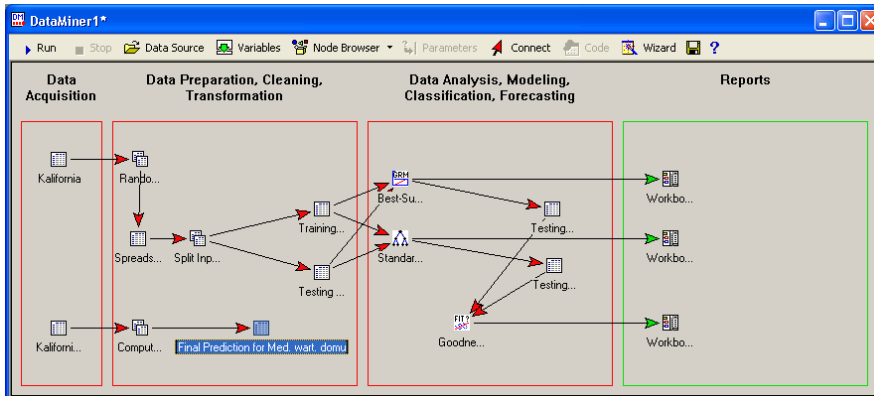 DataMiner1*
Run Stop Data Source Variables Node Browser Parameters Connect Code Wizard ?
Data Acquisition
Data Preparation, Cleaning, Transformation
Data Analysis, Modeling, Classification, Forecasting
Reports
Kalifornia
Rando...
GRM
Best-Su...
Workbo...
Training...
Testing...
Spreads...
Split Inp...
Standar...
Workbo...
Testing ...
Testing...
Kaliforni...
Comput...
Final Prediction for Med. wart. domu
FIT?
Goodne...
Workbo...